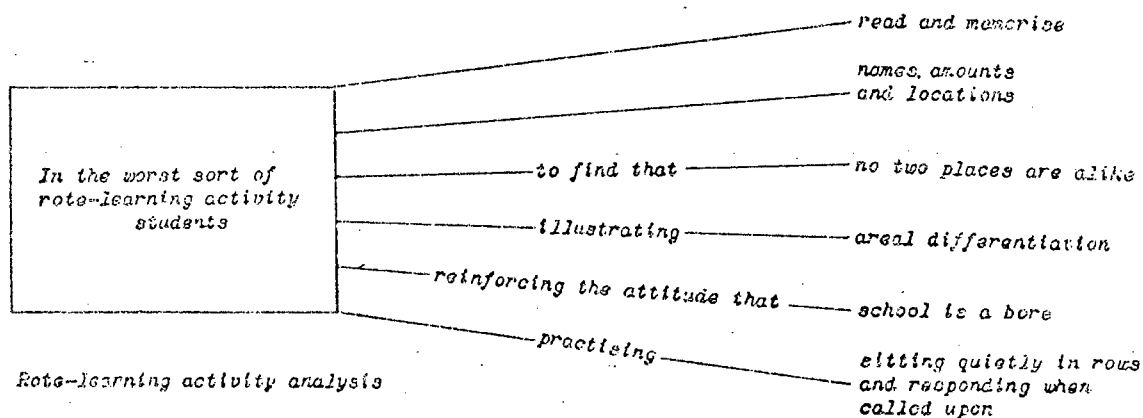 read and memorise
names, amounts
and locations
In the worst sort of
rote-learning activity
students
to find that
no two places are alike
illustrating
areal differentiation
reinforcing the attitude that
school is a bore
practising
sitting quietly in rows
and responding when
called upon
Rote-learning activity analysis